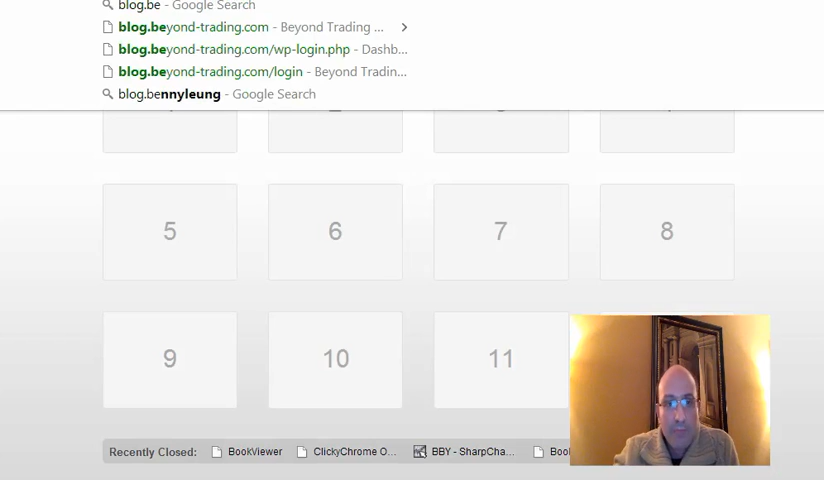 blog.be - Google Search
blog.beyond-trading.com - Beyond Trading ...
blog.beyond-trading.com/wp-login.php - Dashb...
blog.beyond-trading.com/login - Beyond Tradin...
blog.bennyleung - Google Search
5 6 7 8
9 10 11
Recently Closed: BookViewer ClickyChrome O... BBY - SharpCha... Boo